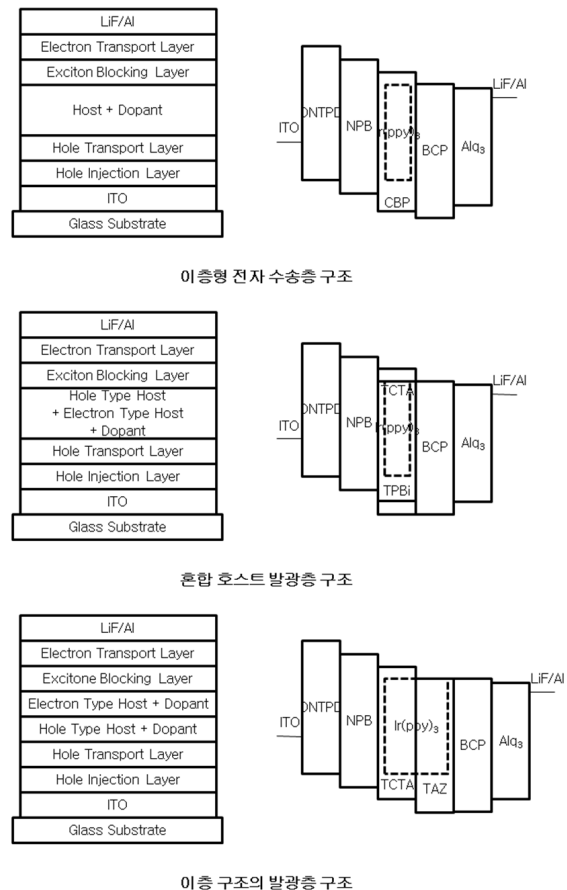 LiF/Al
Electron Transport Layer
Exciton Blocking Layer
Host + Dopant
Hole Transport Layer
Hole Injection Layer
ITO
Glass Substrate
ITO
DNTPD
NPB
Ir(ppy)3
CBP
BCP
Alq3
LiF/Al
이층형 전자 수송층 구조
LiF/Al
Electron Transport Layer
Exciton Blocking Layer
Hole Type Host
+ Electron Type Host
+ Dopant
Hole Transport Layer
Hole Injection Layer
ITO
Glass Substrate
ITO
DNTPD
NPB
TCTA
Ir(ppy)3
TPBi
BCP
Alq3
LiF/Al
혼합 호스트 발광층 구조
LiF/Al
Electron Transport Layer
Excitone Blocking Layer
Electron Type Host + Dopant
Hole Type Host + Dopant
Hole Transport Layer
Hole Injection Layer
ITO
Glass Substrate
ITO
DNTPD
NPB
Ir(ppy)3
TCTA
TAZ
BCP
Alq3
LiF/Al
이층 구조의 발광층 구조